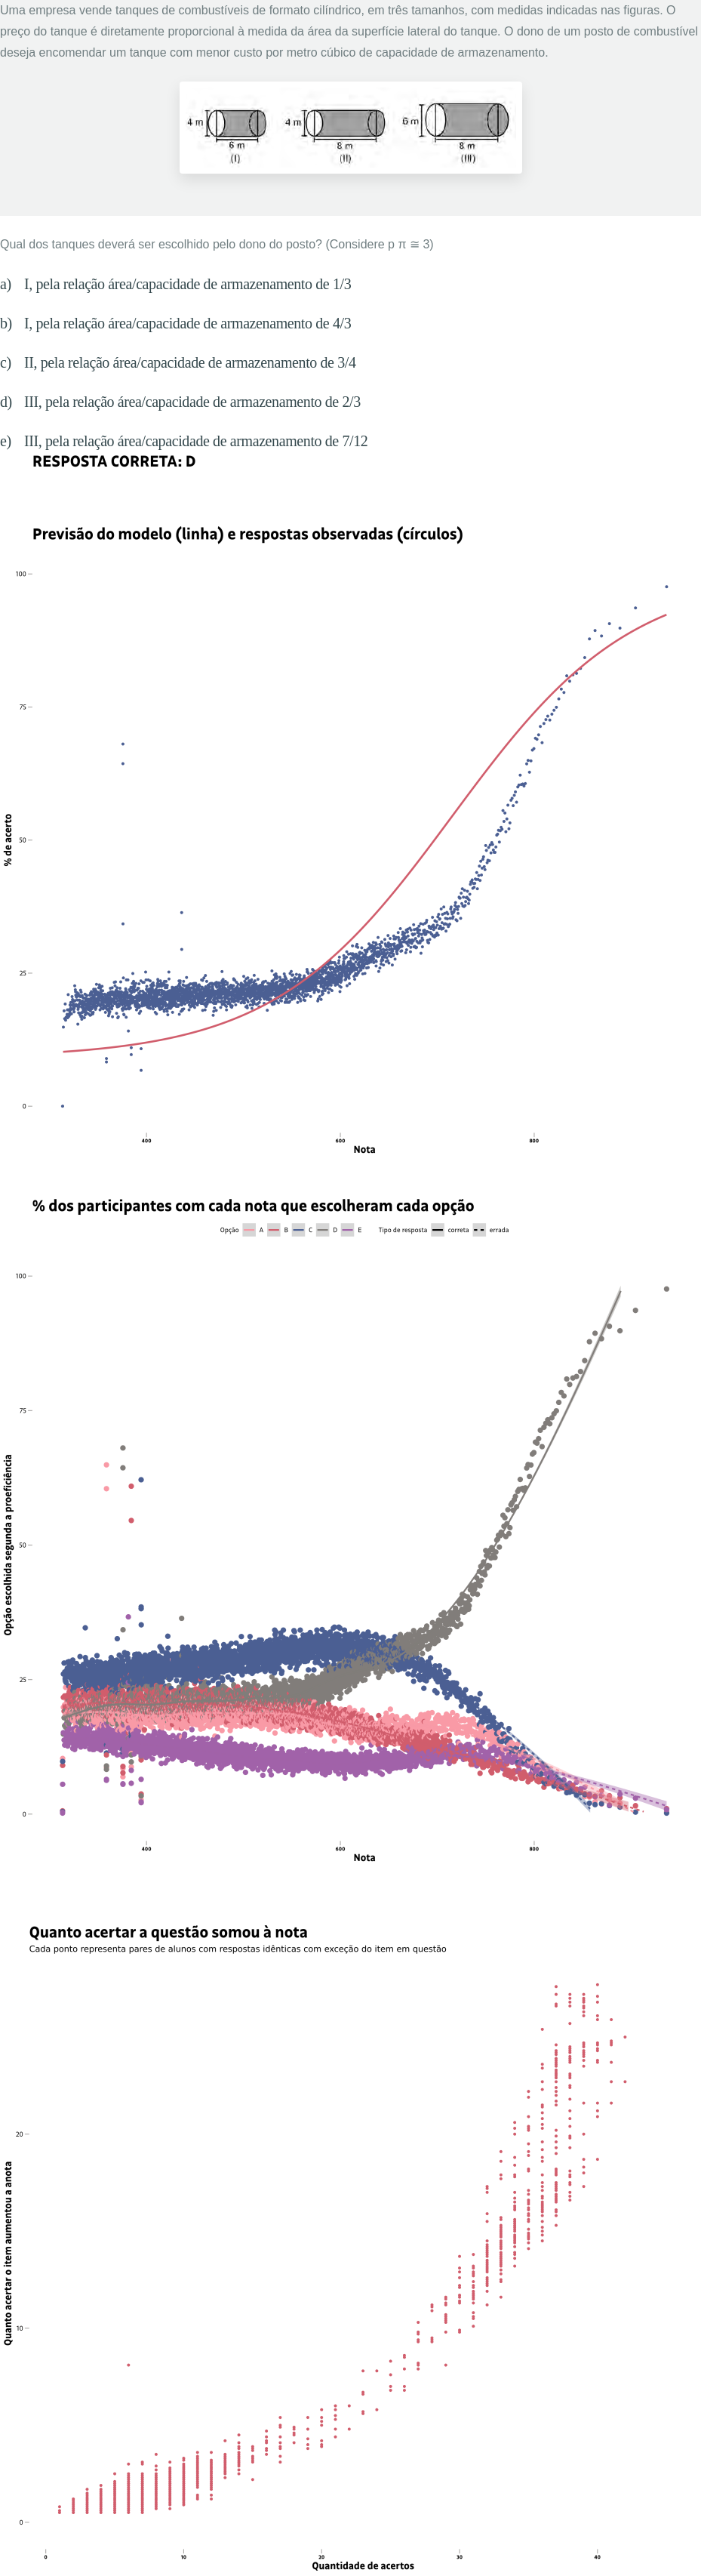 Uma empresa vende tanques de combustíveis de formato cilíndrico, em três tamanhos, com medidas indicadas nas figuras. O
preço do tanque é diretamente proporcional à medida da área da superfície lateral do tanque. O dono de um posto de combustível
deseja encomendar um tanque com menor custo por metro cúbico de capacidade de armazenamento.
4 m 4 m 6 m
6 m 8 m 8 m
(I) (II) (III)
Qual dos tanques deverá ser escolhido pelo dono do posto? (Considere p π ≅ 3)
a) I, pela relação área/capacidade de armazenamento de 1/3
b) I, pela relação área/capacidade de armazenamento de 4/3
c) II, pela relação área/capacidade de armazenamento de 3/4
d) III, pela relação área/capacidade de armazenamento de 2/3
e) III, pela relação área/capacidade de armazenamento de 7/12
RESPOSTA CORRETA: D
Previsão do modelo (linha) e respostas observadas (círculos)
100
75
% de acerto
50
25
0
400 600 800
Nota
% dos participantes com cada nota que escolheram cada opção
Opção A B C D E Tipo de resposta correta errada
100
75
Opção escolhida segunda a proeficiência
50
25
0
400 600 800
Nota
Quanto acertar a questão somou à nota
Cada ponto representa pares de alunos com respostas idênticas com exceção do item em questão
20
Quanto acertar o item aumentou a anota
10
0
0 10 20 30 40
Quantidade de acertos